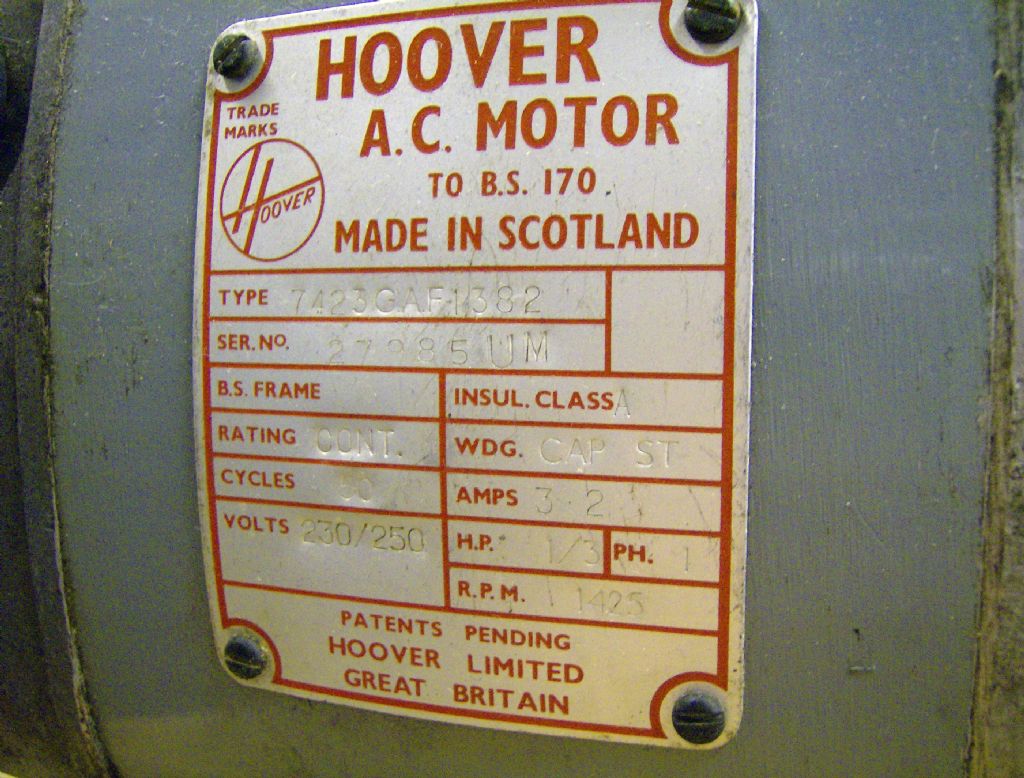 HOOVER
TRADE
MARKS
A.C. MOTOR
HOOVER
TO B.S. 170.
MADE IN SCOTLAND
TYPE 7423GAF1382
SER. NO. UM
B.S. FRAME
INSUL. CLASS A
RATING CONT.
WDG. CAP ST
CYCLES 50
AMPS 3·2
VOLTS 230/250
H.P. 1/3 PH. 1
R.P.M. 1425
PATENTS PENDING
HOOVER LIMITED
GREAT BRITAIN